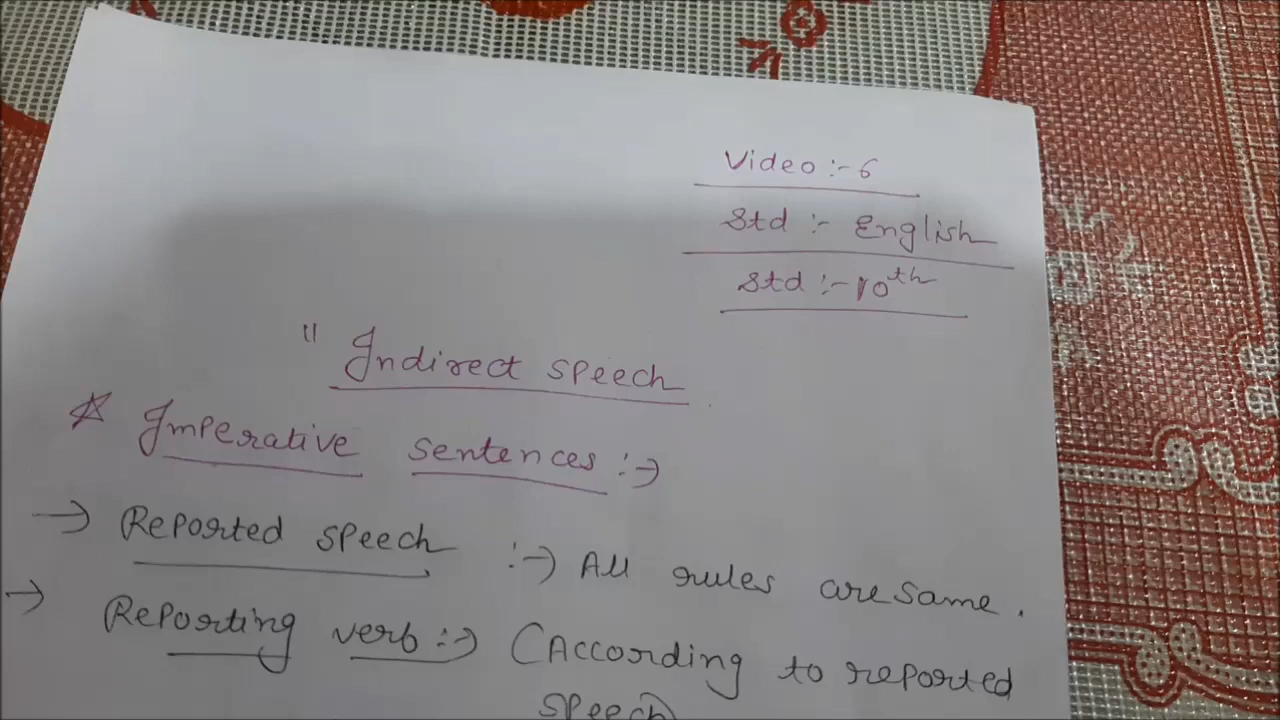 Video :- 6
Std :- English
Std :- 10th
" Indirect speech
☆ Imperative sentences :->
-> Reported speech :-> All rules are same.
-> Reporting verb :-> (According to reported
speech)